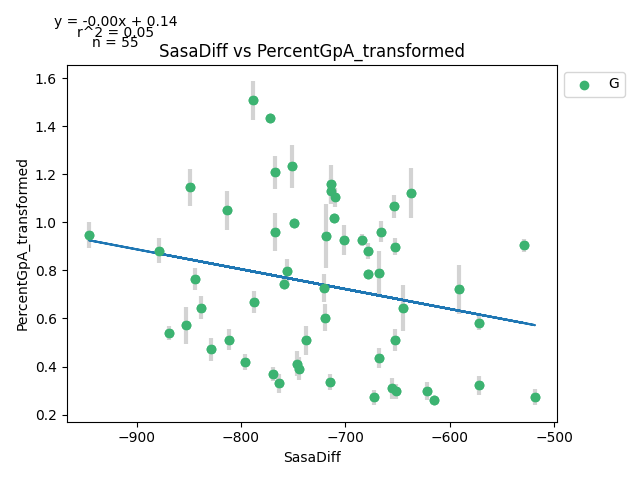 y = -0.00x + 0.14
r^2 = 0.05
n = 55
SasaDiff vs PercentGpA_transformed
G
1.6
1.4
1.2
1.0
0.8
0.6
0.4
0.2
PercentGpA_transformed
−900
−800
−700
−600
−500
SasaDiff